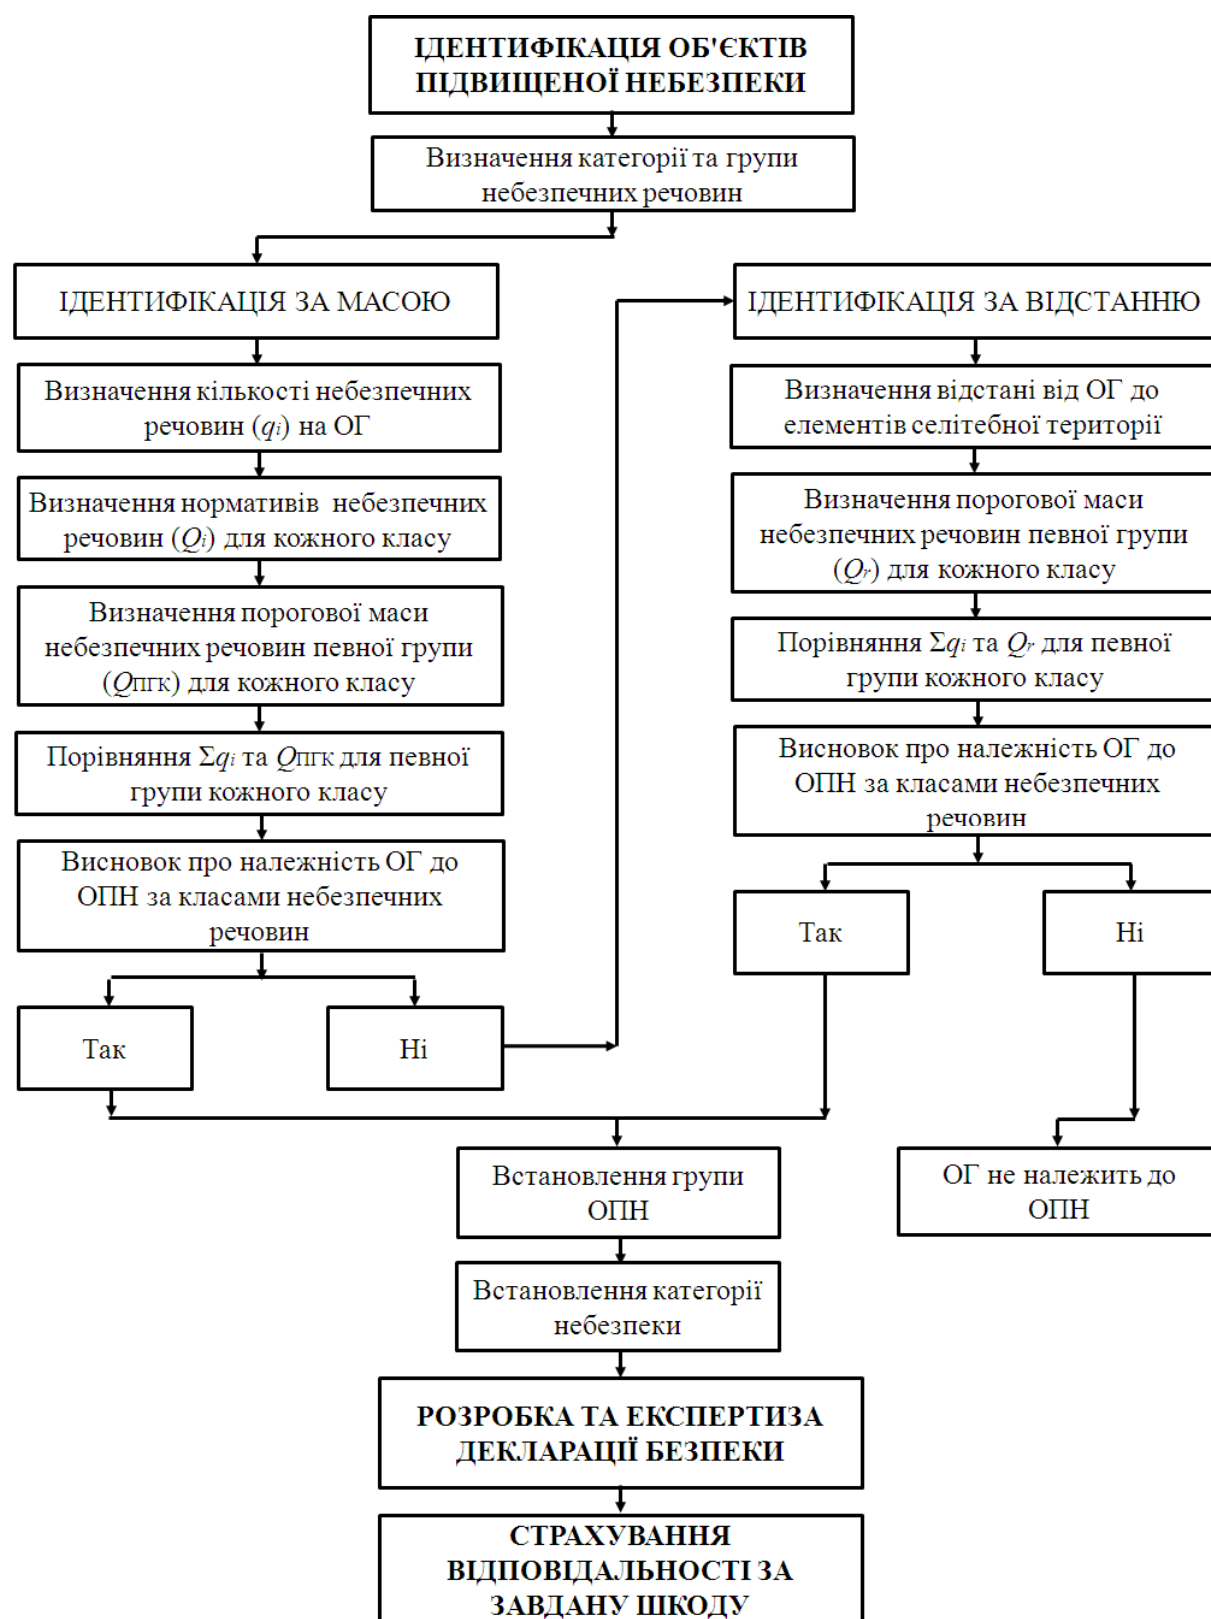 ІДЕНТИФІКАЦІЯ ОБ'ЄКТІВ
ПІДВИЩЕНОЇ НЕБЕЗПЕКИ
Визначення категорії та групи
небезпечних речовин
ІДЕНТИФІКАЦІЯ ЗА МАСОЮ
Визначення кількості небезпечних
речовин (qi) на ОГ
Визначення нормативів небезпечних
речовин (Qi) для кожного класу
Визначення порогової маси
небезпечних речовин певної групи
(QПГК) для кожного класу
Порівняння Σqi та QПГК для певної
групи кожного класу
Висновок про належність ОГ до
ОПН за класами небезпечних
речовин
Так
Ні
ІДЕНТИФІКАЦІЯ ЗА ВІДСТАННЮ
Визначення відстані від ОГ до
елементів селітебної території
Визначення порогової маси
небезпечних речовин певної групи
(Qr) для кожного класу
Порівняння Σqi та Qr для певної
групи кожного класу
Висновок про належність ОГ до
ОПН за класами небезпечних
речовин
Так
Ні
Встановлення групи
ОПН
ОГ не належить до
ОПН
Встановлення категорії
небезпеки
РОЗРОБКА ТА ЕКСПЕРТИЗА
ДЕКЛАРАЦІЇ БЕЗПЕКИ
СТРАХУВАННЯ
ВІДПОВІДАЛЬНОСТІ ЗА
ЗАВДАНУ ШКОДУ